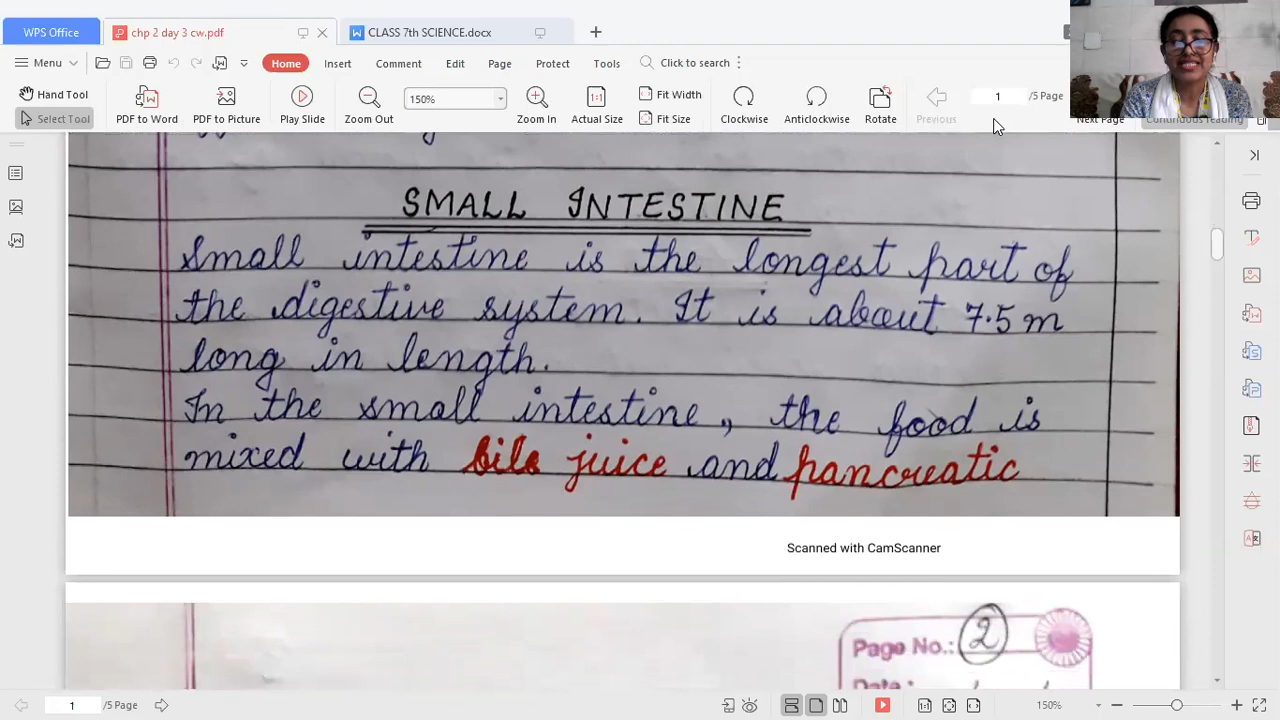 WPS Office
chp 2 day 3 cw.pdf
CLASS 7th SCIENCE.docx
Menu
Home
Insert
Comment
Edit
Page
Protect
Tools
Click to search
Hand Tool
Select Tool
PDF to Word
PDF to Picture
Play Slide
Zoom Out
150%
Zoom In
Actual Size
Fit Width
Fit Size
Clockwise
Anticlockwise
Rotate
Previous
1 /5 Page
Next Page
Continuous reading
SMALL INTESTINE
Small intestine is the longest part of
the digestive system. It is about 7.5 m
long in length.
In the small intestine, the food is
mixed with bile juice and pancreatic
Scanned with CamScanner
Page No.: 2
Date :
1 /5 Page
150%